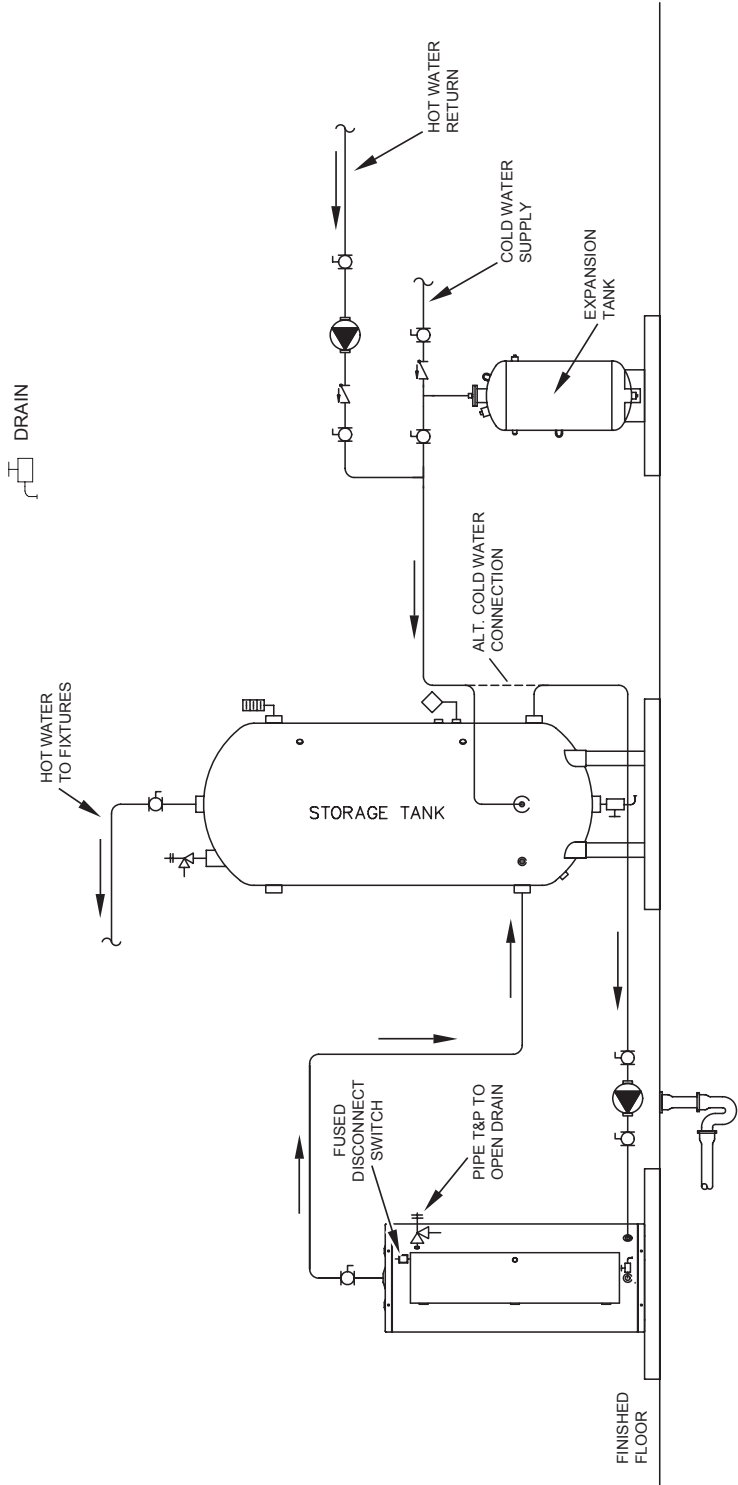 DRAIN
HOT WATER
TO FIXTURES
HOT WATER
RETURN
COLD WATER
SUPPLY
EXPANSION
TANK
ALT. COLD WATER
CONNECTION
STORAGE TANK
FUSED
DISCONNECT
SWITCH
PIPE T&P TO
OPEN DRAIN
FINISHED
FLOOR